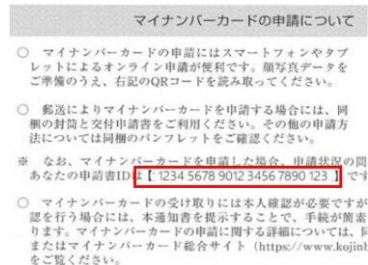 マイナンバーカードの申請について
○ マイナンバーカードの申請にはスマートフォンやタブ
レットによるオンライン申請が便利です。顔写真データを
ご準備のうえ、右記のQRコードを読み取ってください。
○ 郵送によりマイナンバーカードを申請する場合には、同
梱の封筒と交付申請書をご利用ください。その他の申請方
法については同梱のパンフレットをご確認ください。
※ なお、マイナンバーカードを申請した場合、申請状況の問
あなたの申請書IDは【 1234 5678 9012 3456 7890 123 】です
○ マイナンバーカードの受け取りには本人確認が必要ですが
認を行う場合には、本通知書を提示することで、手続が簡素
ります。マイナンバーカードの申請に関する詳細については、
またはマイナンバーカード総合サイト（https://www.kojinb
をご覧ください。